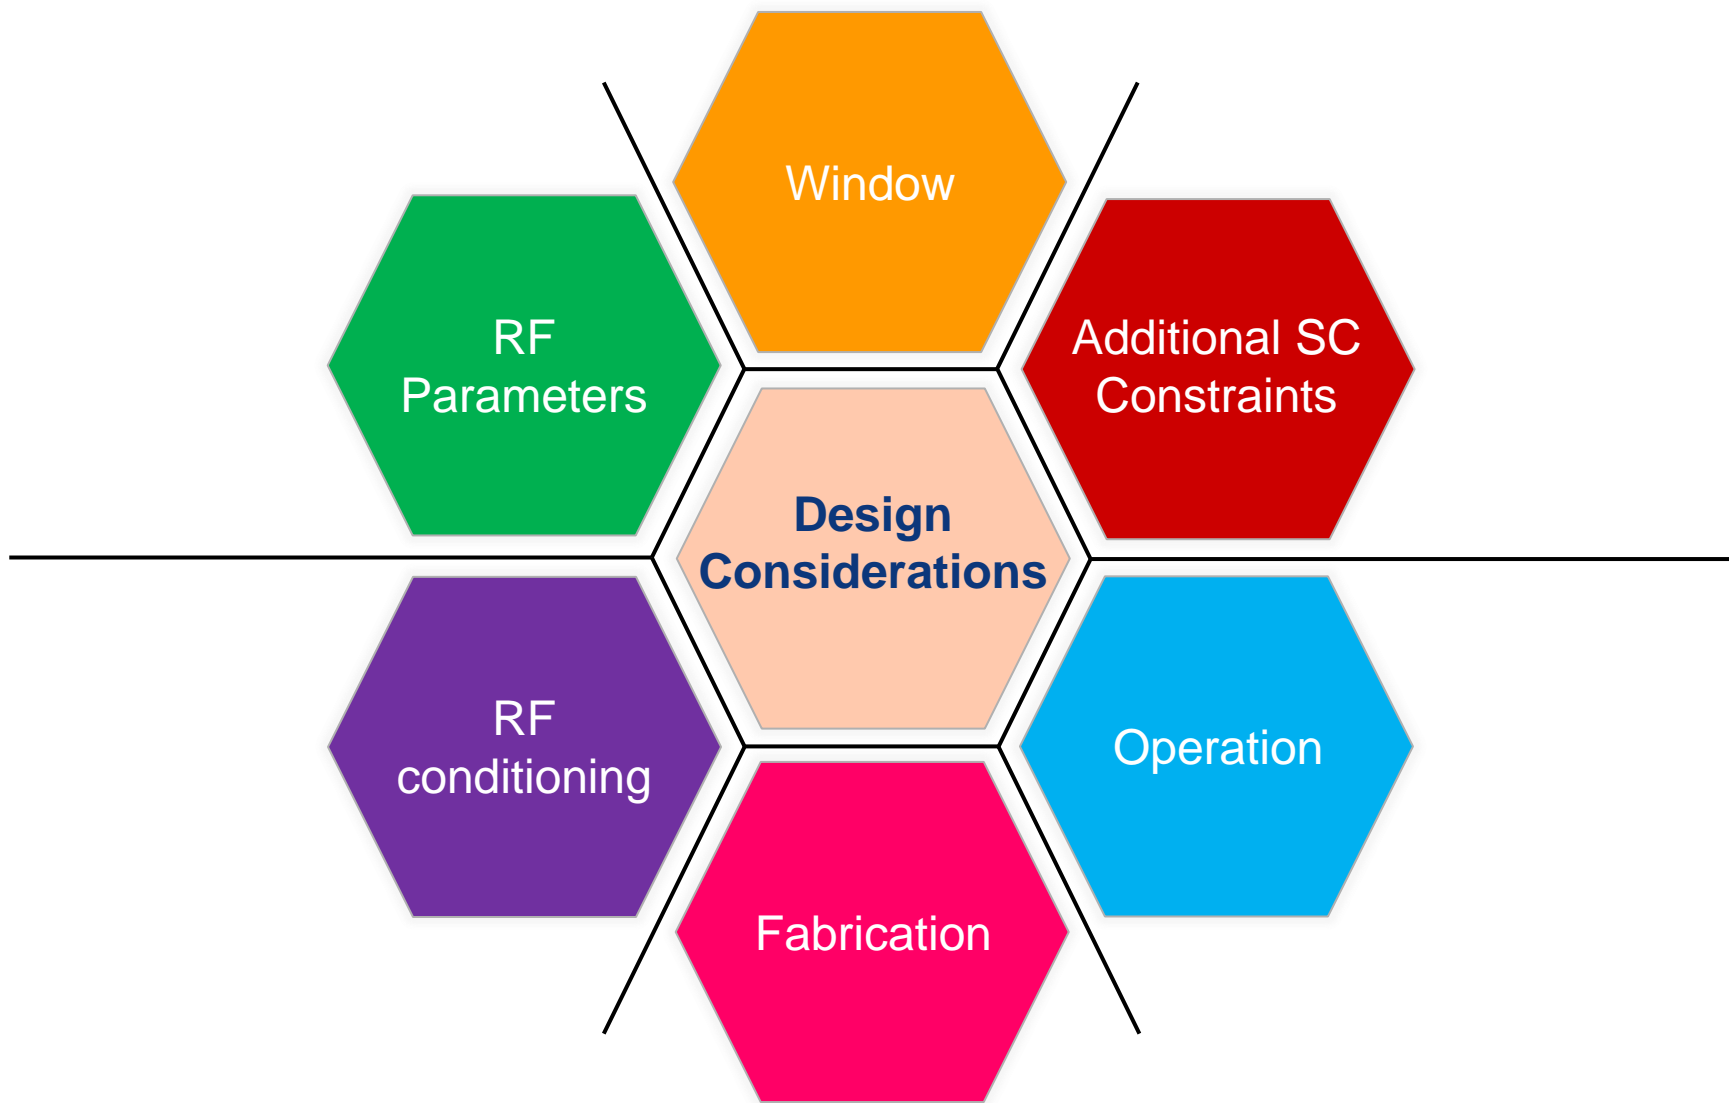 Window
RF
Parameters
Additional SC
Constraints
Design
Considerations
RF
conditioning
Operation
Fabrication